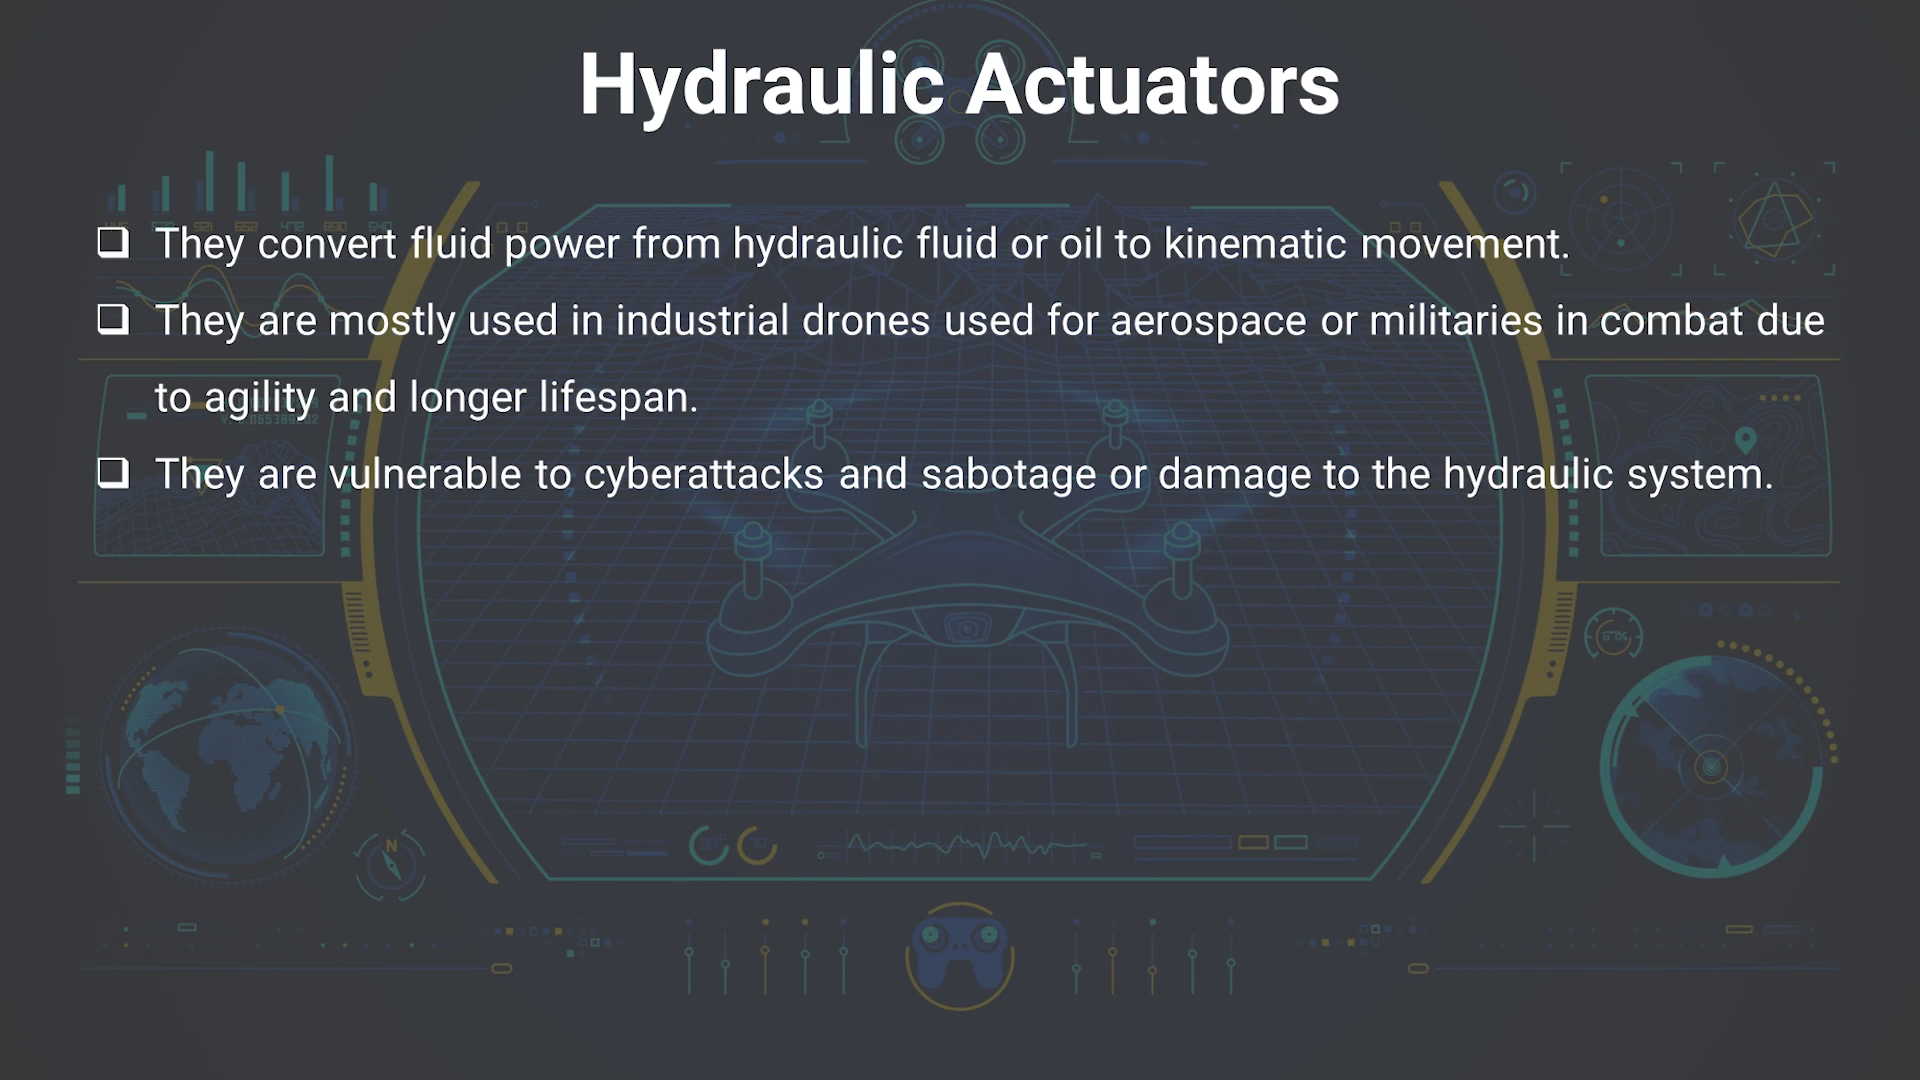 Hydraulic Actuators
They convert fluid power from hydraulic fluid or oil to kinematic movement.
They are mostly used in industrial drones used for aerospace or militaries in combat due
to agility and longer lifespan.
They are vulnerable to cyberattacks and sabotage or damage to the hydraulic system.
67%
N